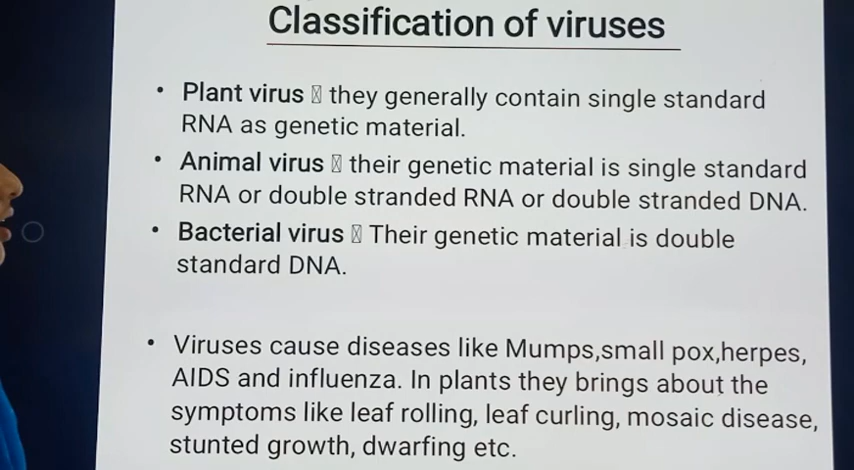 Classification of viruses
• Plant virus  they generally contain single standard
RNA as genetic material.
• Animal virus  their genetic material is single standard
RNA or double stranded RNA or double stranded DNA.
• Bacterial virus  Their genetic material is double
standard DNA.
• Viruses cause diseases like Mumps,small pox,herpes,
AIDS and influenza. In plants they brings about the
symptoms like leaf rolling, leaf curling, mosaic disease,
stunted growth, dwarfing etc.